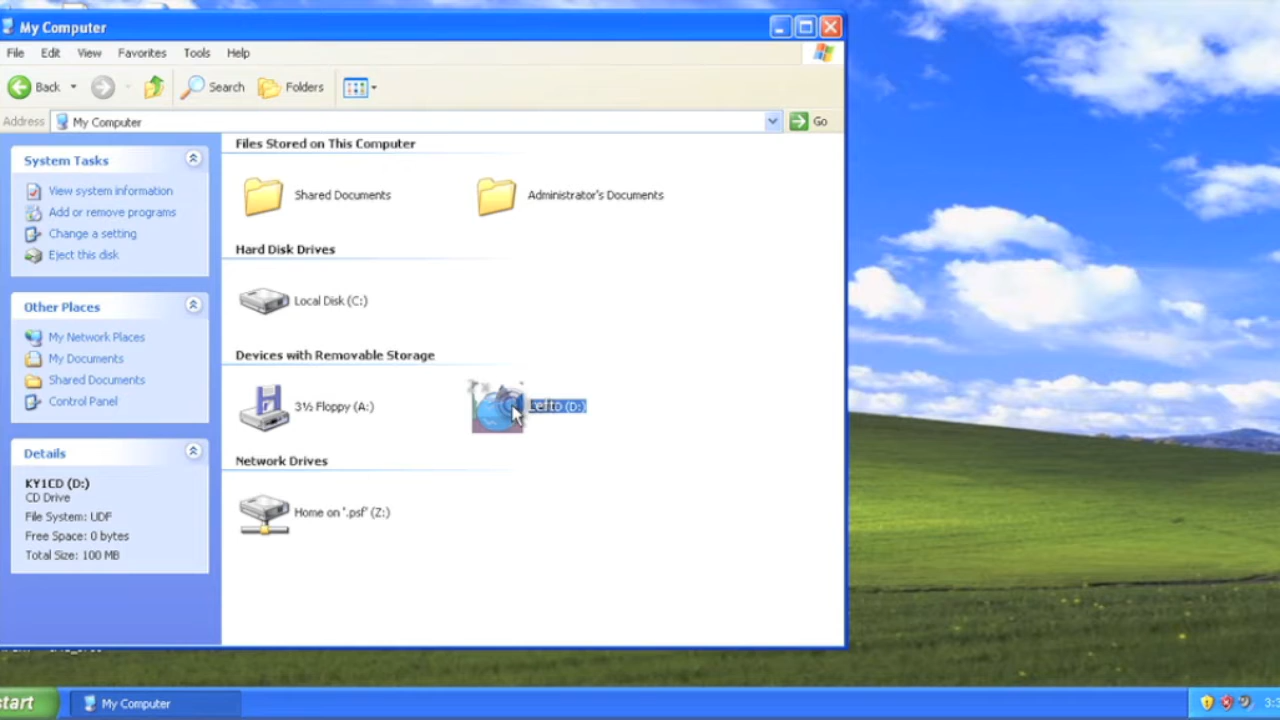 My Computer
File Edit View Favorites Tools Help
Back Search Folders
Address My Computer Go
System Tasks
View system information
Add or remove programs
Change a setting
Eject this disk
Other Places
My Network Places
My Documents
Shared Documents
Control Panel
Details
KY1CD (D:)
CD Drive
File System: UDF
Free Space: 0 bytes
Total Size: 100 MB
Files Stored on This Computer
Shared Documents Administrator's Documents
Hard Disk Drives
Local Disk (C:)
Devices with Removable Storage
3½ Floppy (A:) (D:)
Network Drives
Home on '.psf' (Z:)
start My Computer